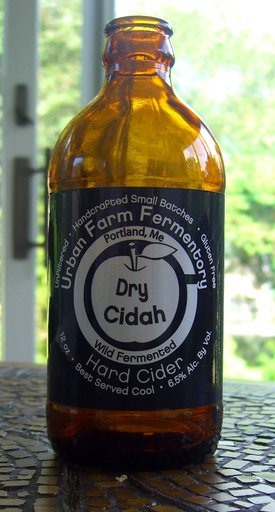 Unfiltered • Handcrafted Small Batches • Gluten Free
Urban Farm Fermentory
Portland, Me
Dry
Cidah
Wild Fermented
Hard Cider
12 oz. • Best Served Cool • 6.5% Alc. By Vol.